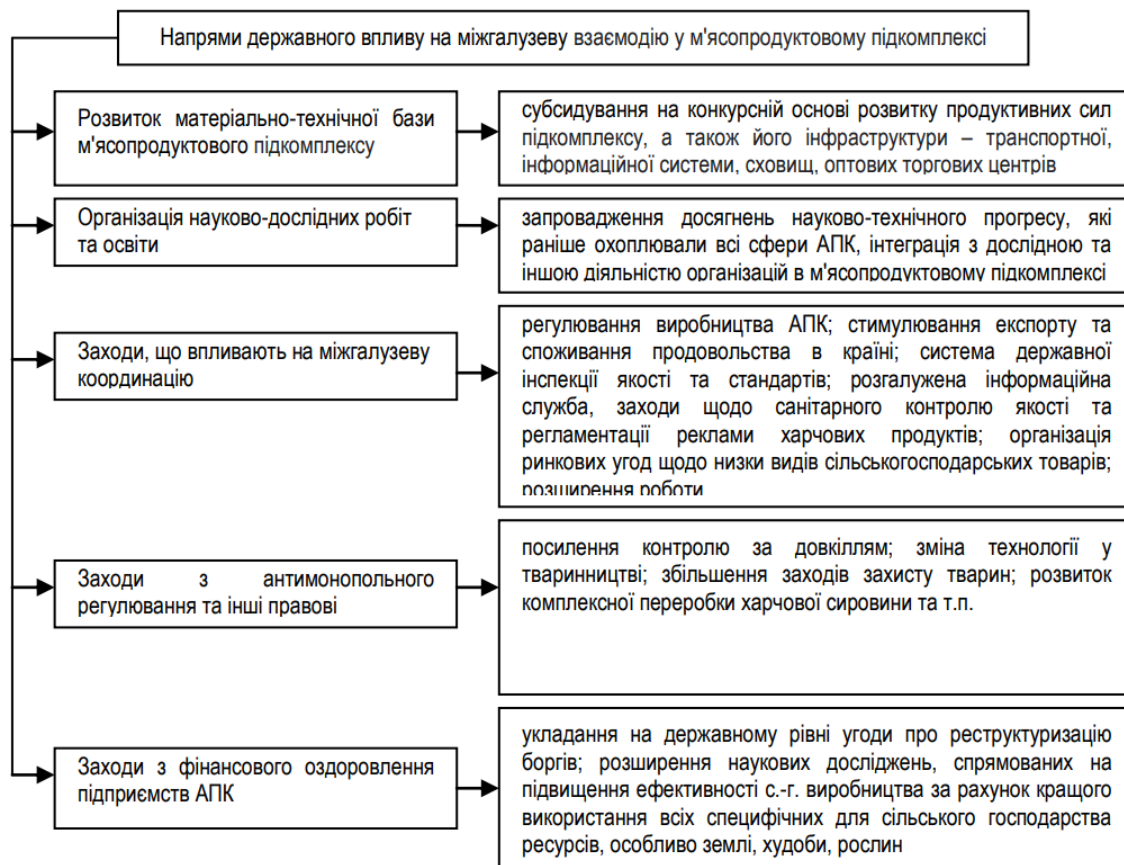 Напрями державного впливу на міжгалузеву взаємодію у м'ясопродуктовому підкомплексі
Розвиток матеріально-технічної бази
м'ясопродуктового підкомплексу
субсидування на конкурсній основі розвитку продуктивних сил
підкомплексу, а також його інфраструктури – транспортної,
інформаційної системи, сховищ, оптових торгових центрів
Організація науково-дослідних робіт
та освіти
запровадження досягнень науково-технічного прогресу, які
раніше охоплювали всі сфери АПК, інтеграція з дослідною та
іншою діяльністю організацій в м'ясопродуктовому підкомплексі
Заходи, що впливають на міжгалузеву
координацію
регулювання виробництва АПК; стимулювання експорту та
споживання продовольства в країні; система державної
інспекції якості та стандартів; розгалужена інформаційна
служба, заходи щодо санітарного контролю якості та
регламентації реклами харчових продуктів; організація
ринкових угод щодо низки видів сільськогосподарських товарів;
розширення роботи
Заходи з антимонопольного
регулювання та інші правові
посилення контролю за довкіллям; зміна технології у
тваринництві; збільшення заходів захисту тварин; розвиток
комплексної переробки харчової сировини та т.п.
Заходи з фінансового оздоровлення
підприємств АПК
укладання на державному рівні угоди про реструктуризацію
боргів; розширення наукових досліджень, спрямованих на
підвищення ефективності с.-г. виробництва за рахунок кращого
використання всіх специфічних для сільського господарства
ресурсів, особливо землі, худоби, рослин